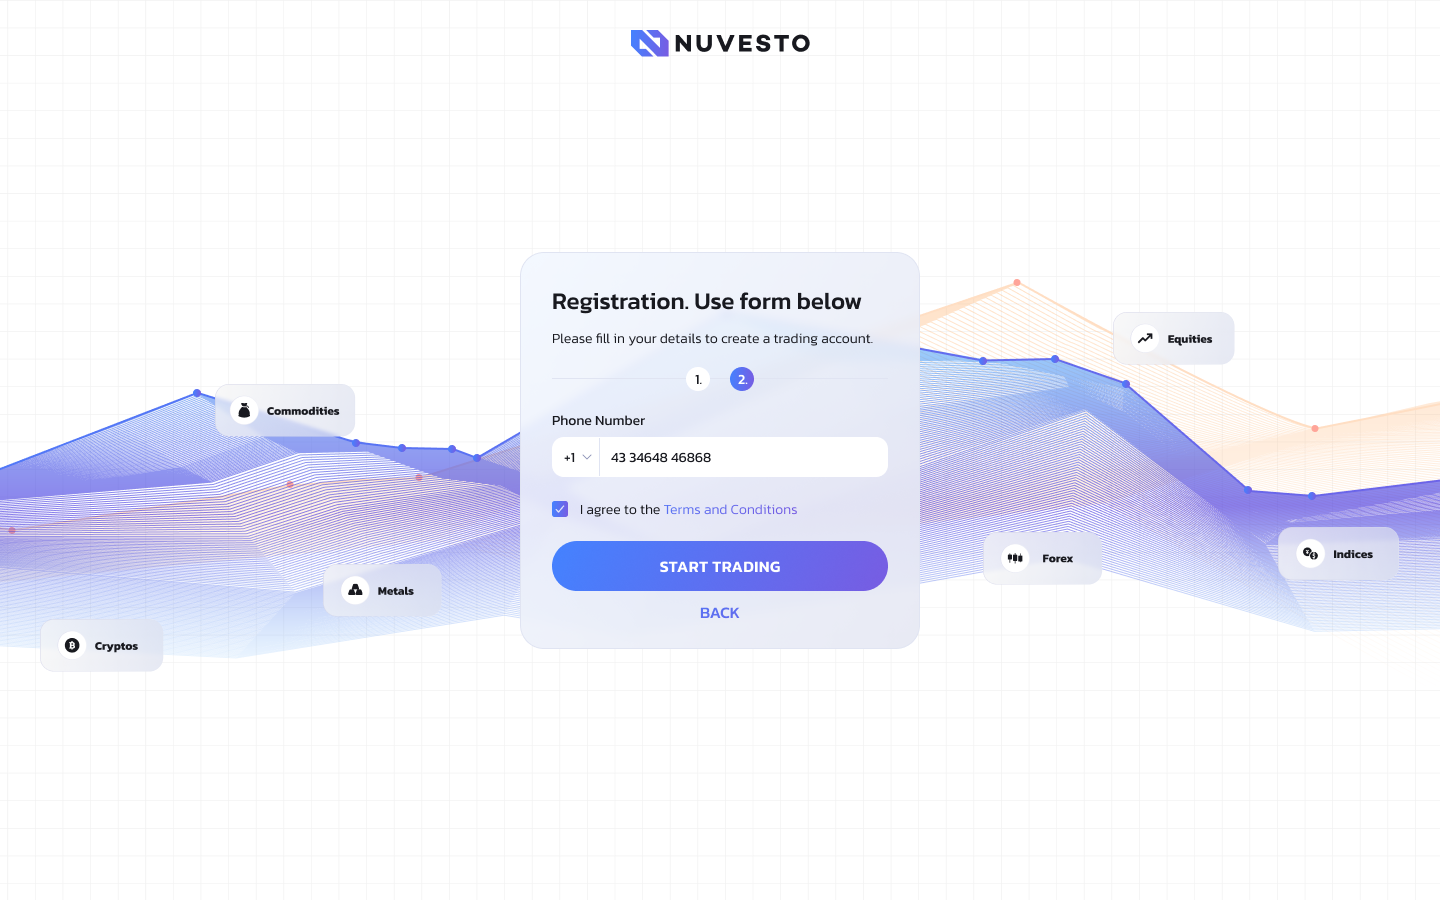 NUVESTO
Registration. Use form below
Please fill in your details to create a trading account.
1. 2.
Phone Number
+1 43 34648 46868
I agree to the Terms and Conditions
START TRADING
BACK
Equities
Commodities
Forex
Indices
Metals
Cryptos